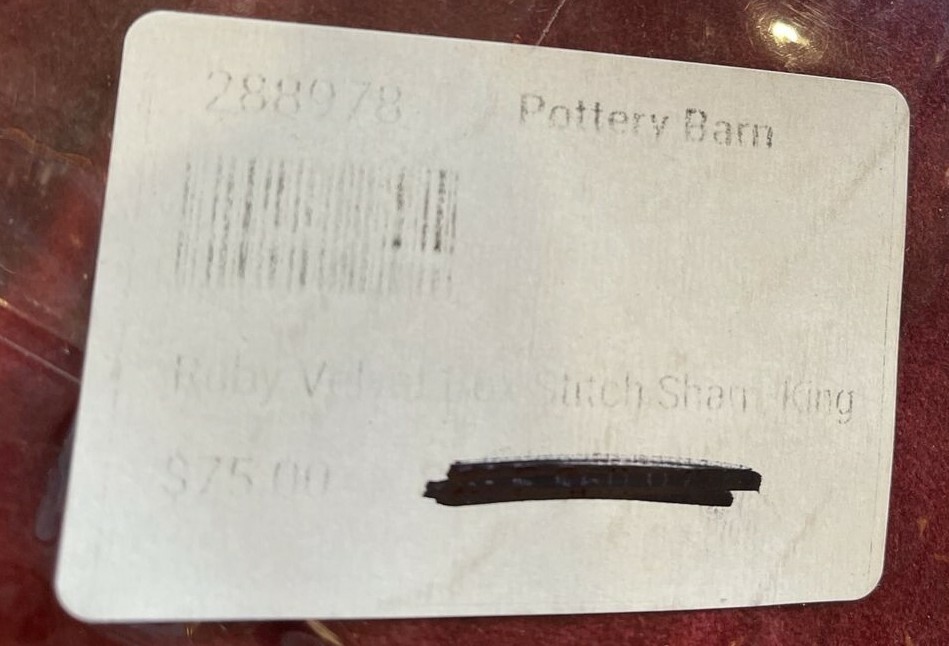 288978 Pottery Barn
Ruby Velvet Box Stitch Sham King
$75.00